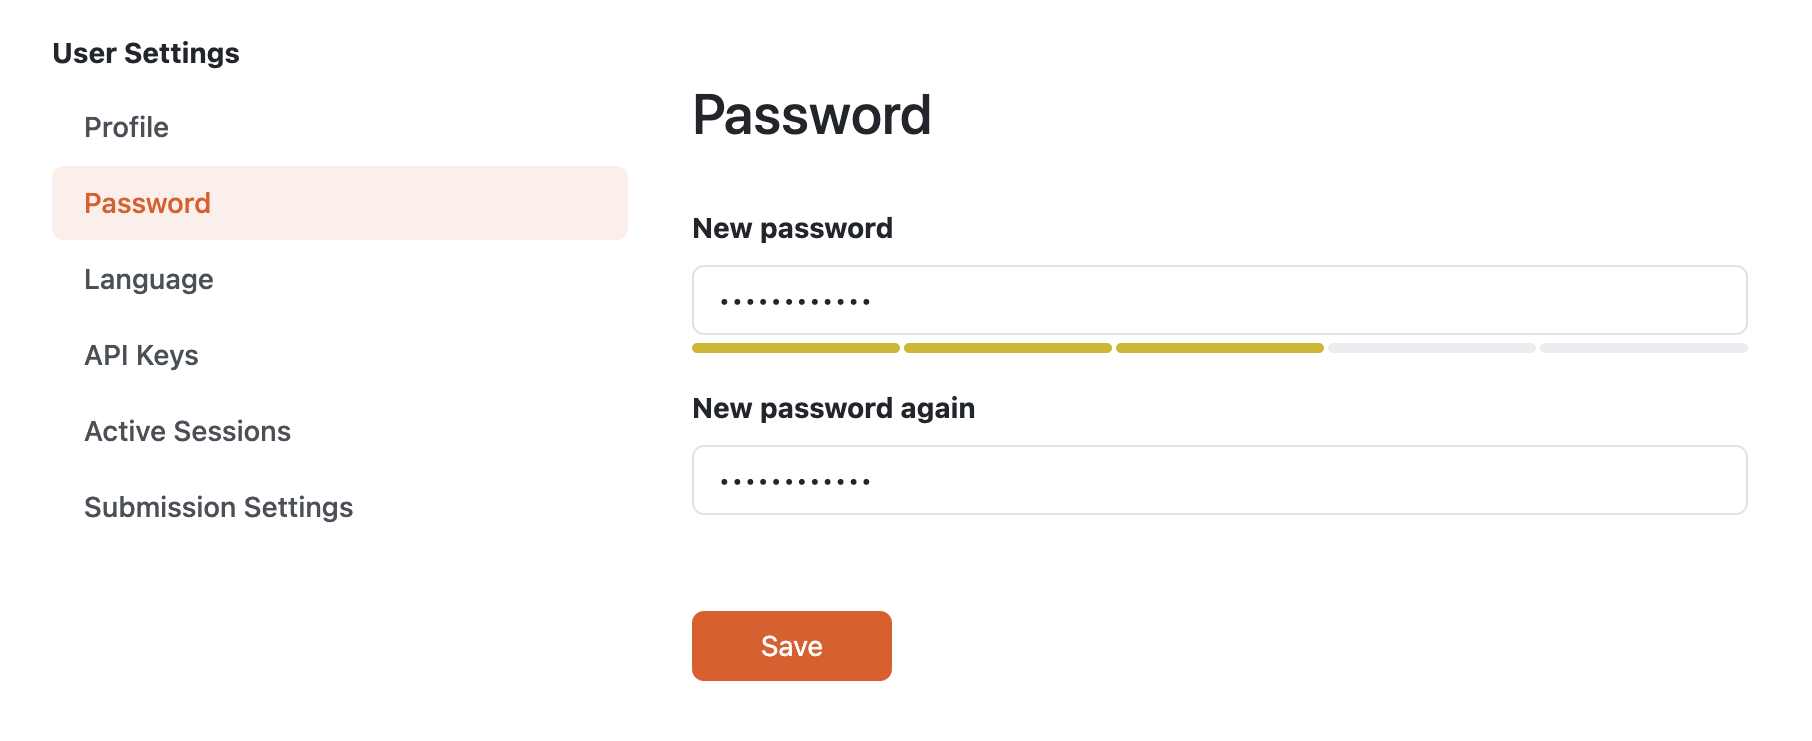 User Settings
Profile
Password
Language
API Keys
Active Sessions
Submission Settings
Password
New password
••••••••••••
New password again
••••••••••••
Save